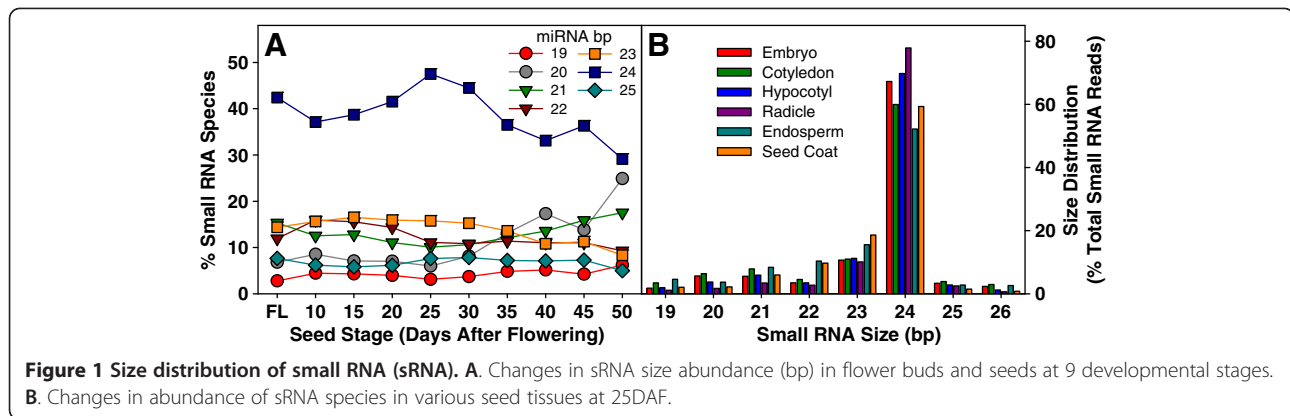 A
miRNA bp
19
20
21
22
23
24
25
% Small RNA Species
50
40
30
20
10
0
FL 10 15 20 25 30 35 40 45 50
Seed Stage (Days After Flowering)
B
Embryo
Cotyledon
Hypocotyl
Radicle
Endosperm
Seed Coat
80
60
40
20
0
Size Distribution
(% Total Small RNA Reads)
19 20 21 22 23 24 25 26
Small RNA Size (bp)
Figure 1 Size distribution of small RNA (sRNA). A. Changes in sRNA size abundance (bp) in flower buds and seeds at 9 developmental stages.
B. Changes in abundance of sRNA species in various seed tissues at 25DAF.